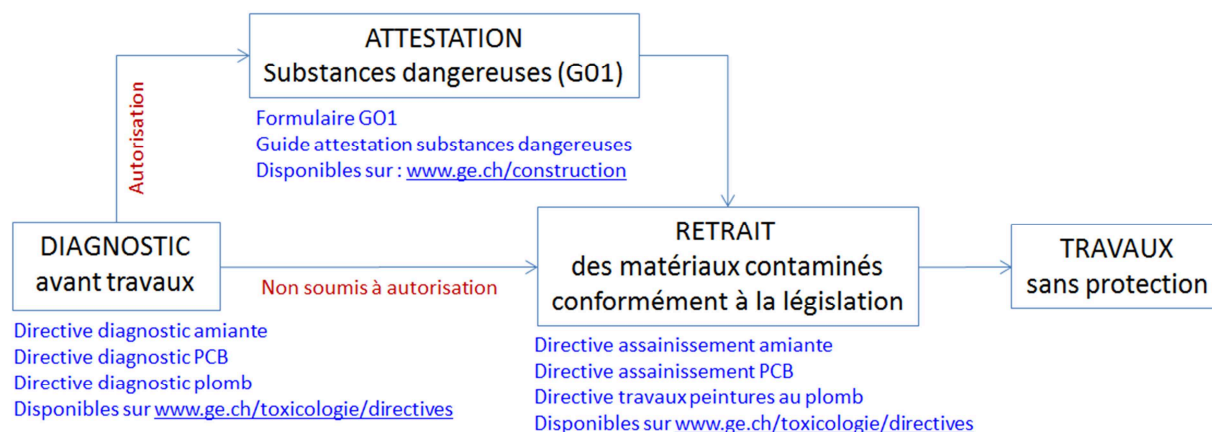 ATTESTATION
Substances dangereuses (G01)
Autorisation
Formulaire GO1
Guide attestation substances dangereuses
Disponibles sur : www.ge.ch/construction
DIAGNOSTIC
avant travaux
Non soumis à autorisation
RETRAIT
des matériaux contaminés
conformément à la législation
TRAVAUX
sans protection
Directive diagnostic amiante
Directive diagnostic PCB
Directive diagnostic plomb
Disponibles sur www.ge.ch/toxicologie/directives
Directive assainissement amiante
Directive assainissement PCB
Directive travaux peintures au plomb
Disponibles sur www.ge.ch/toxicologie/directives